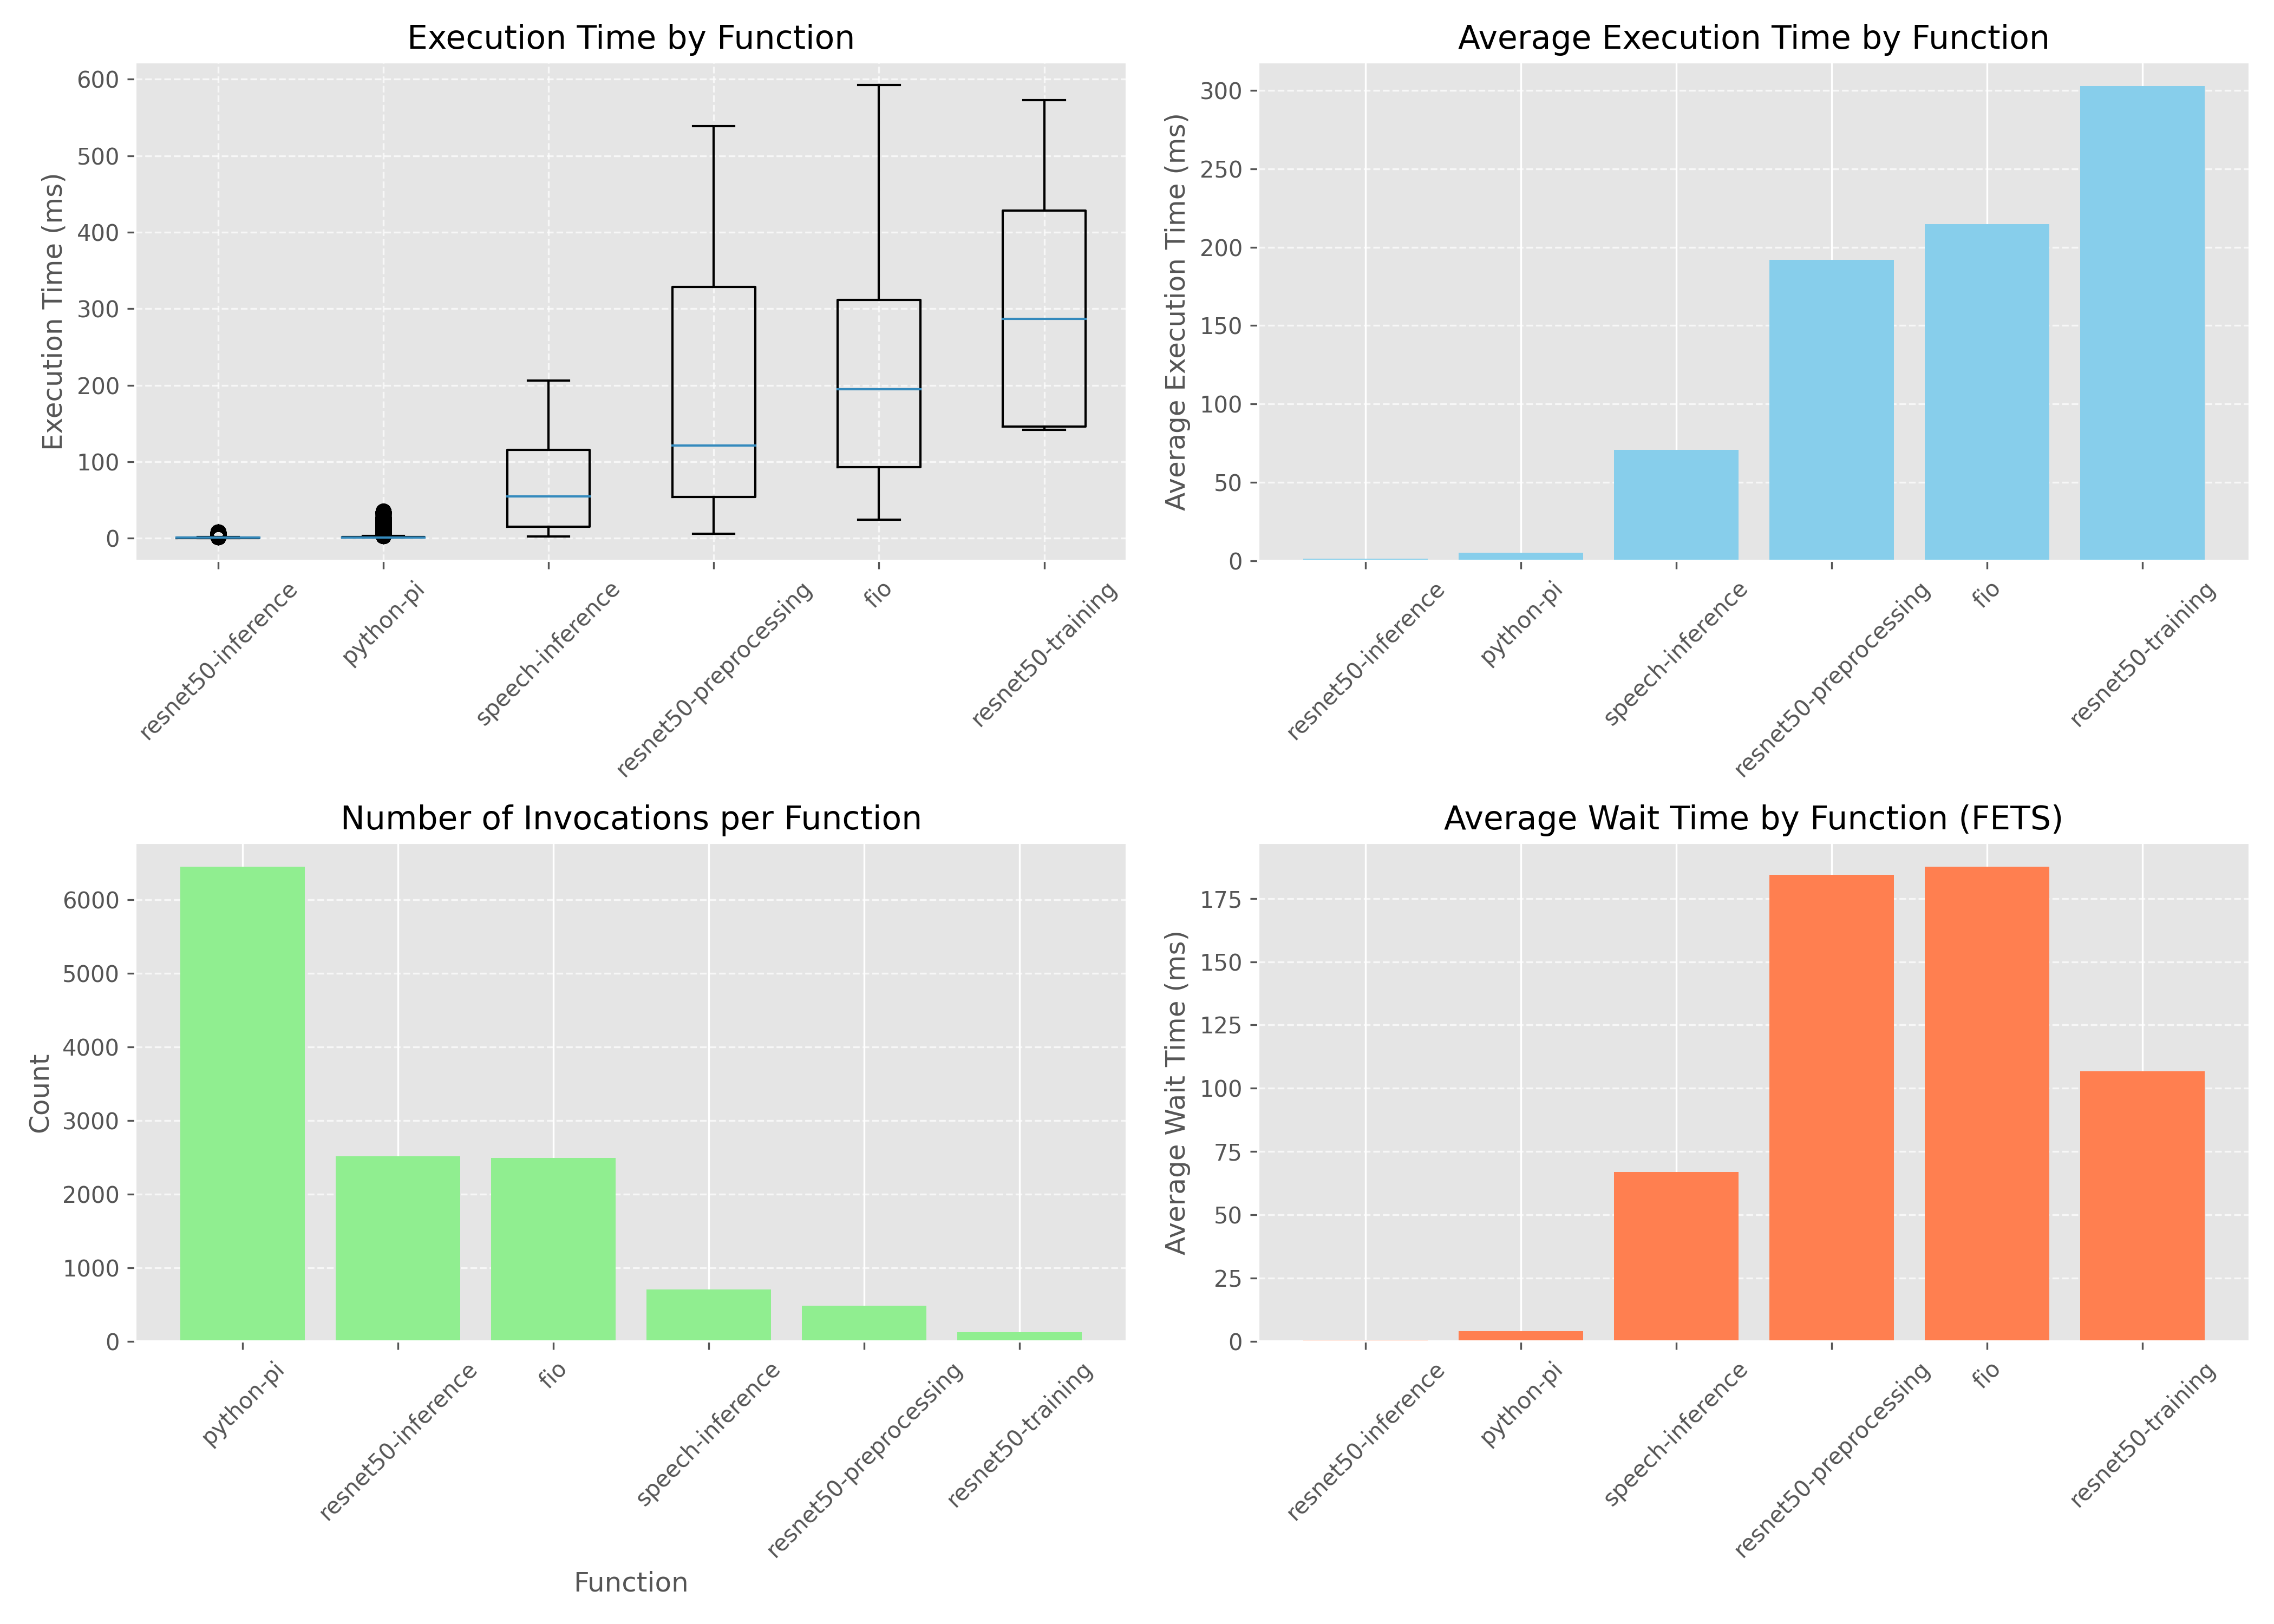 Execution Time by Function
Execution Time (ms)
600
500
400
300
200
100
0
resnet50-inference
python-pi
speech-inference
resnet50-preprocessing
fio
resnet50-training
Average Execution Time by Function
Average Execution Time (ms)
300
250
200
150
100
50
0
resnet50-inference
python-pi
speech-inference
resnet50-preprocessing
fio
resnet50-training
Number of Invocations per Function
Count
6000
5000
4000
3000
2000
1000
0
python-pi
resnet50-inference
fio
speech-inference
resnet50-preprocessing
resnet50-training
Function
Average Wait Time by Function (FETS)
Average Wait Time (ms)
175
150
125
100
75
50
25
0
resnet50-inference
python-pi
speech-inference
resnet50-preprocessing
fio
resnet50-training